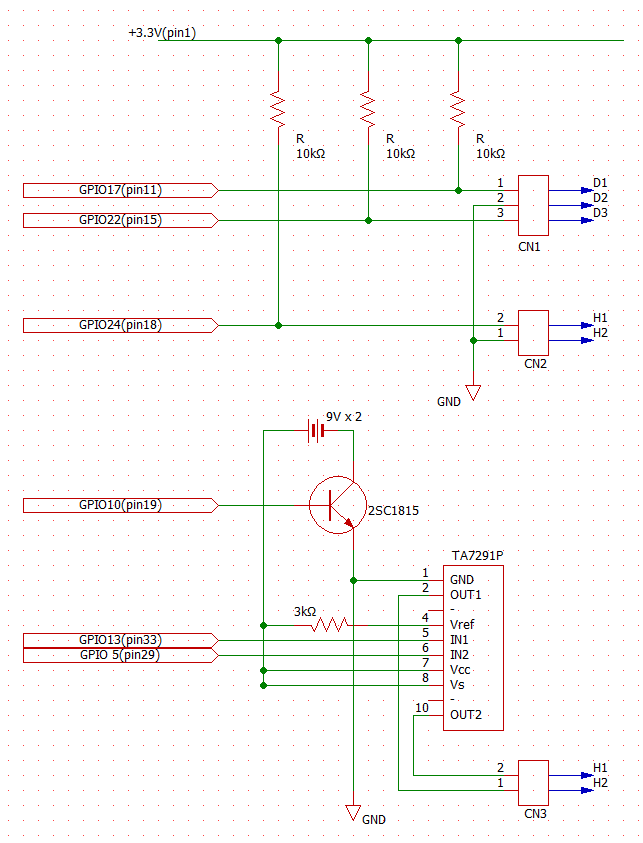 +3.3V(pin1)
R
10kΩ
R
10kΩ
R
10kΩ
GPIO17(pin11)
1
D1
2
D2
GPIO22(pin15)
3
D3
CN1
GPIO24(pin18)
2
H1
1
H2
CN2
GND
9V x 2
GPIO10(pin19)
2SC1815
TA7291P
1
GND
2
OUT1
-
3kΩ
4
Vref
GPIO13(pin33)
5
IN1
GPIO 5(pin29)
6
IN2
7
Vcc
8
Vs
-
10
OUT2
2
H1
1
H2
CN3
GND